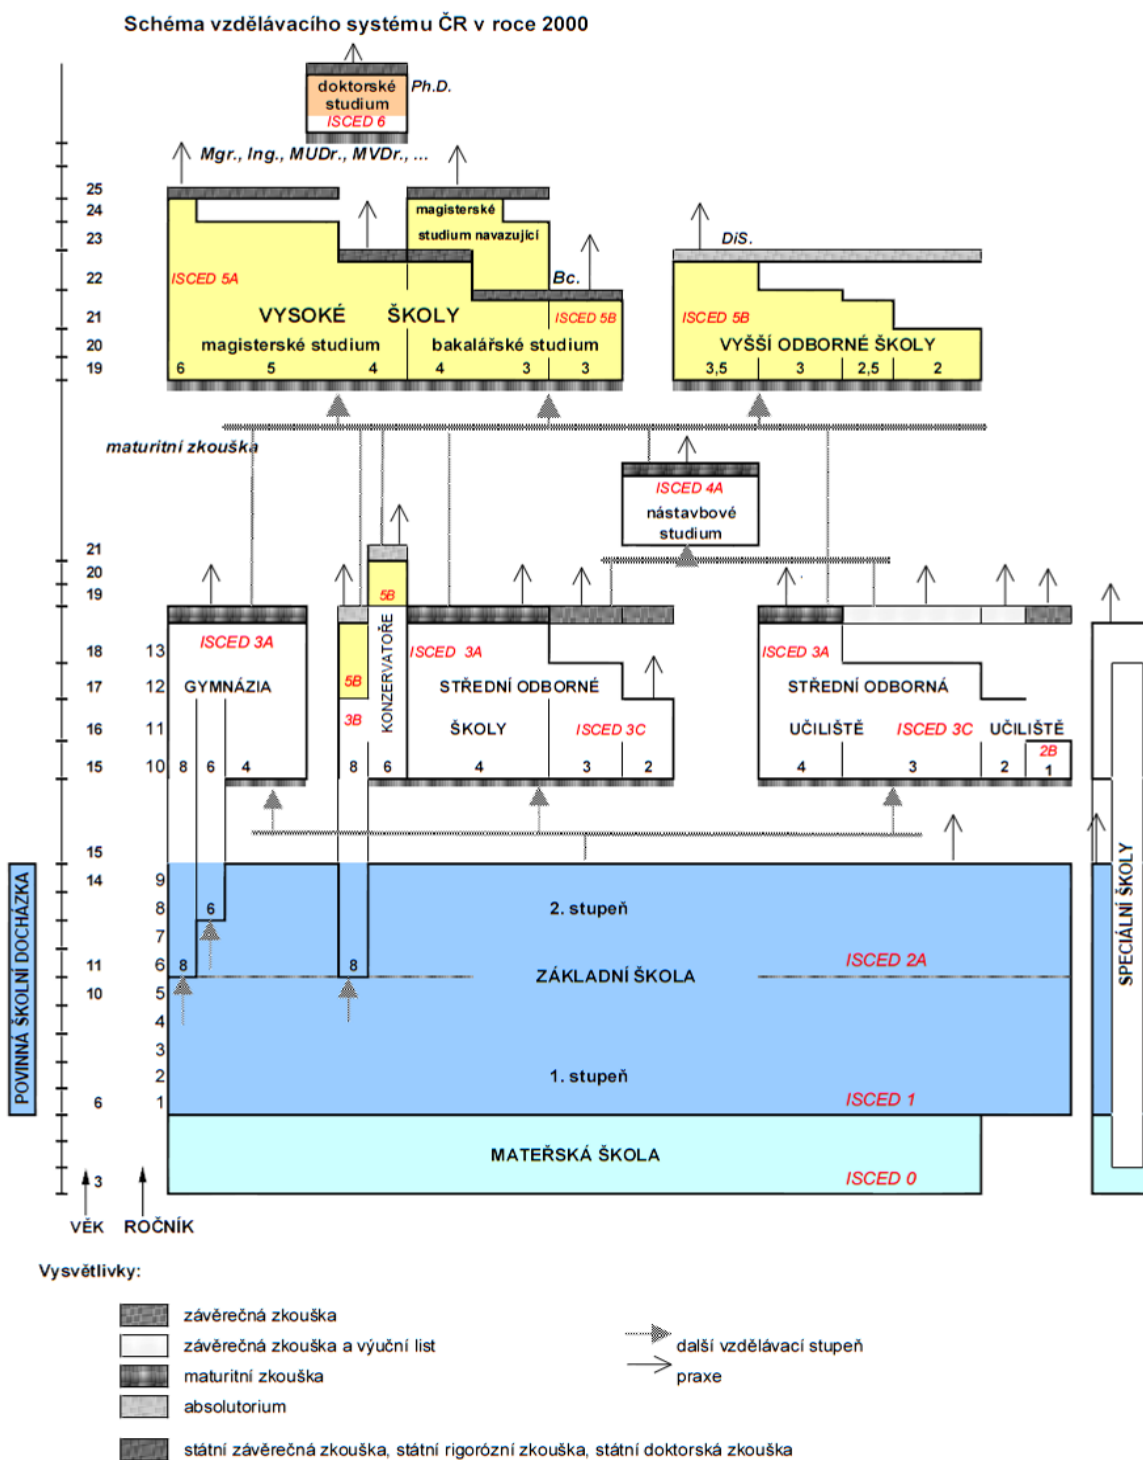 Schéma vzdělávacího systému ČR v roce 2000
doktorské
studium
Ph.D.
ISCED 6
Mgr., Ing., MUDr., MVDr., ...
25
24
magisterské
23
studium navazující
DiS.
22
ISCED 5A
Bc.
21
VYSOKÉ ŠKOLY
ISCED 5B
ISCED 5B
20
magisterské studium
bakalářské studium
VYŠŠÍ ODBORNÉ ŠKOLY
19
6 5 4 4 3 3
3,5 3 2,5 2
maturitní zkouška
ISCED 4A
nástavbové
studium
21
20
19
5B
ISCED 3A
KONZERVATOŘE
ISCED 3A
ISCED 3A
18 13
17 12
GYMNÁZIA
5B
STŘEDNÍ ODBORNÉ
STŘEDNÍ ODBORNÁ
3B
16 11
ŠKOLY
ISCED 3C
UČILIŠTĚ
ISCED 3C
UČILIŠTĚ
2B
15 10
8 6 4
8 6 4 3 2
4 3 2 1
15
POVINNÁ ŠKOLNÍ DOCHÁZKA
SPECIÁLNÍ ŠKOLY
14 9
8
6
2. stupeň
7
11 6
8
8
ISCED 2A
ZÁKLADNÍ ŠKOLA
10 5
4
3
2
1. stupeň
6 1
ISCED 1
MATEŘSKÁ ŠKOLA
3
ISCED 0
VĚK ROČNÍK
Vysvětlivky:
závěrečná zkouška
závěrečná zkouška a výuční list
další vzdělávací stupeň
maturitní zkouška
praxe
absolutorium
státní závěrečná zkouška, státní rigorózní zkouška, státní doktorská zkouška